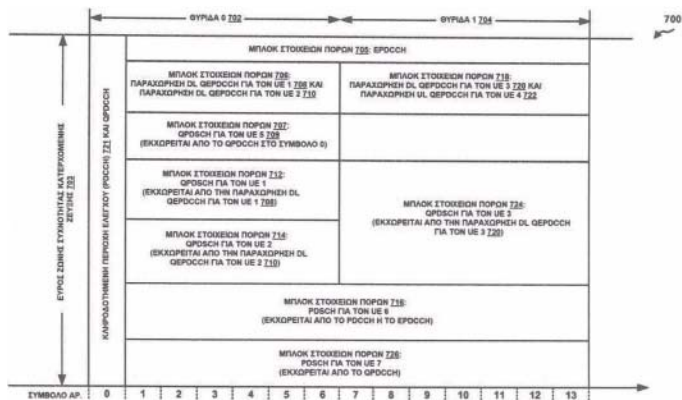 ΘΥΡΙΔΑ 0 702
ΘΥΡΙΔΑ 1 704
700
ΕΥΡΟΣ ΖΩΝΗΣ ΣΥΧΝΟΤΗΤΑΣ ΚΑΤΕΡΧΟΜΕΝΗΣ
ΖΕΥΞΗΣ 703
ΚΛΗΡΟΔΟΤΗΜΕΝΗ ΠΕΡΙΟΧΗ ΕΛΕΓΧΟΥ (PDCCH) 721 ΚΑΙ QPDCCH
ΜΠΛΟΚ ΣΤΟΙΧΕΙΩΝ ΠΟΡΩΝ 705: EPDCCH
ΜΠΛΟΚ ΣΤΟΙΧΕΙΩΝ ΠΟΡΩΝ 706:
ΠΑΡΑΧΩΡΗΣΗ DL QEPDCCH ΓΙΑ ΤΟΝ UE 1 708 ΚΑΙ
ΠΑΡΑΧΩΡΗΣΗ DL QEPDCCH ΓΙΑ ΤΟΝ UE 2 710
ΜΠΛΟΚ ΣΤΟΙΧΕΙΩΝ ΠΟΡΩΝ 718:
ΠΑΡΑΧΩΡΗΣΗ DL QEPDCCH ΓΙΑ ΤΟΝ UE 3 720 ΚΑΙ
ΠΑΡΑΧΩΡΗΣΗ UL QEPDCCH ΓΙΑ ΤΟΝ UE 4 722
ΜΠΛΟΚ ΣΤΟΙΧΕΙΩΝ ΠΟΡΩΝ 707:
QPDSCH ΓΙΑ ΤΟΝ UE 5 709
(ΕΚΧΩΡΕΙΤΑΙ ΑΠΟ ΤΟ QPDCCH ΣΤΟ ΣΥΜΒΟΛΟ 0)
ΜΠΛΟΚ ΣΤΟΙΧΕΙΩΝ ΠΟΡΩΝ 712:
QPDSCH ΓΙΑ ΤΟΝ UE 1
(ΕΚΧΩΡΕΙΤΑΙ ΑΠΟ ΤΗΝ ΠΑΡΑΧΩΡΗΣΗ DL
QEPDCCH ΓΙΑ ΤΟΝ UE 1 708)
ΜΠΛΟΚ ΣΤΟΙΧΕΙΩΝ ΠΟΡΩΝ 714:
QPDSCH ΓΙΑ ΤΟΝ UE 2
(ΕΚΧΩΡΕΙΤΑΙ ΑΠΟ ΤΗΝ ΠΑΡΑΧΩΡΗΣΗ DL
QEPDCCH ΓΙΑ ΤΟΝ UE 2 710)
ΜΠΛΟΚ ΣΤΟΙΧΕΙΩΝ ΠΟΡΩΝ 724:
QPDSCH ΓΙΑ ΤΟΝ UE 3
(ΕΚΧΩΡΕΙΤΑΙ ΑΠΟ ΤΗΝ ΠΑΡΑΧΩΡΗΣΗ DL QEPDCCH
ΓΙΑ ΤΟΝ UE 3 720)
ΜΠΛΟΚ ΣΤΟΙΧΕΙΩΝ ΠΟΡΩΝ 716:
PDSCH ΓΙΑ ΤΟΝ UE 6
(ΕΚΧΩΡΕΙΤΑΙ ΑΠΟ ΤΟ PDCCH Η ΤΟ EPDCCH)
ΜΠΛΟΚ ΣΤΟΙΧΕΙΩΝ ΠΟΡΩΝ 726:
PDSCH ΓΙΑ ΤΟΝ UE 7
(ΕΚΧΩΡΕΙΤΑΙ ΑΠΟ ΤΟ QPDCCH)
ΣΥΜΒΟΛΟ ΑΡ. 0 1 2 3 4 5 6 7 8 9 10 11 12 13